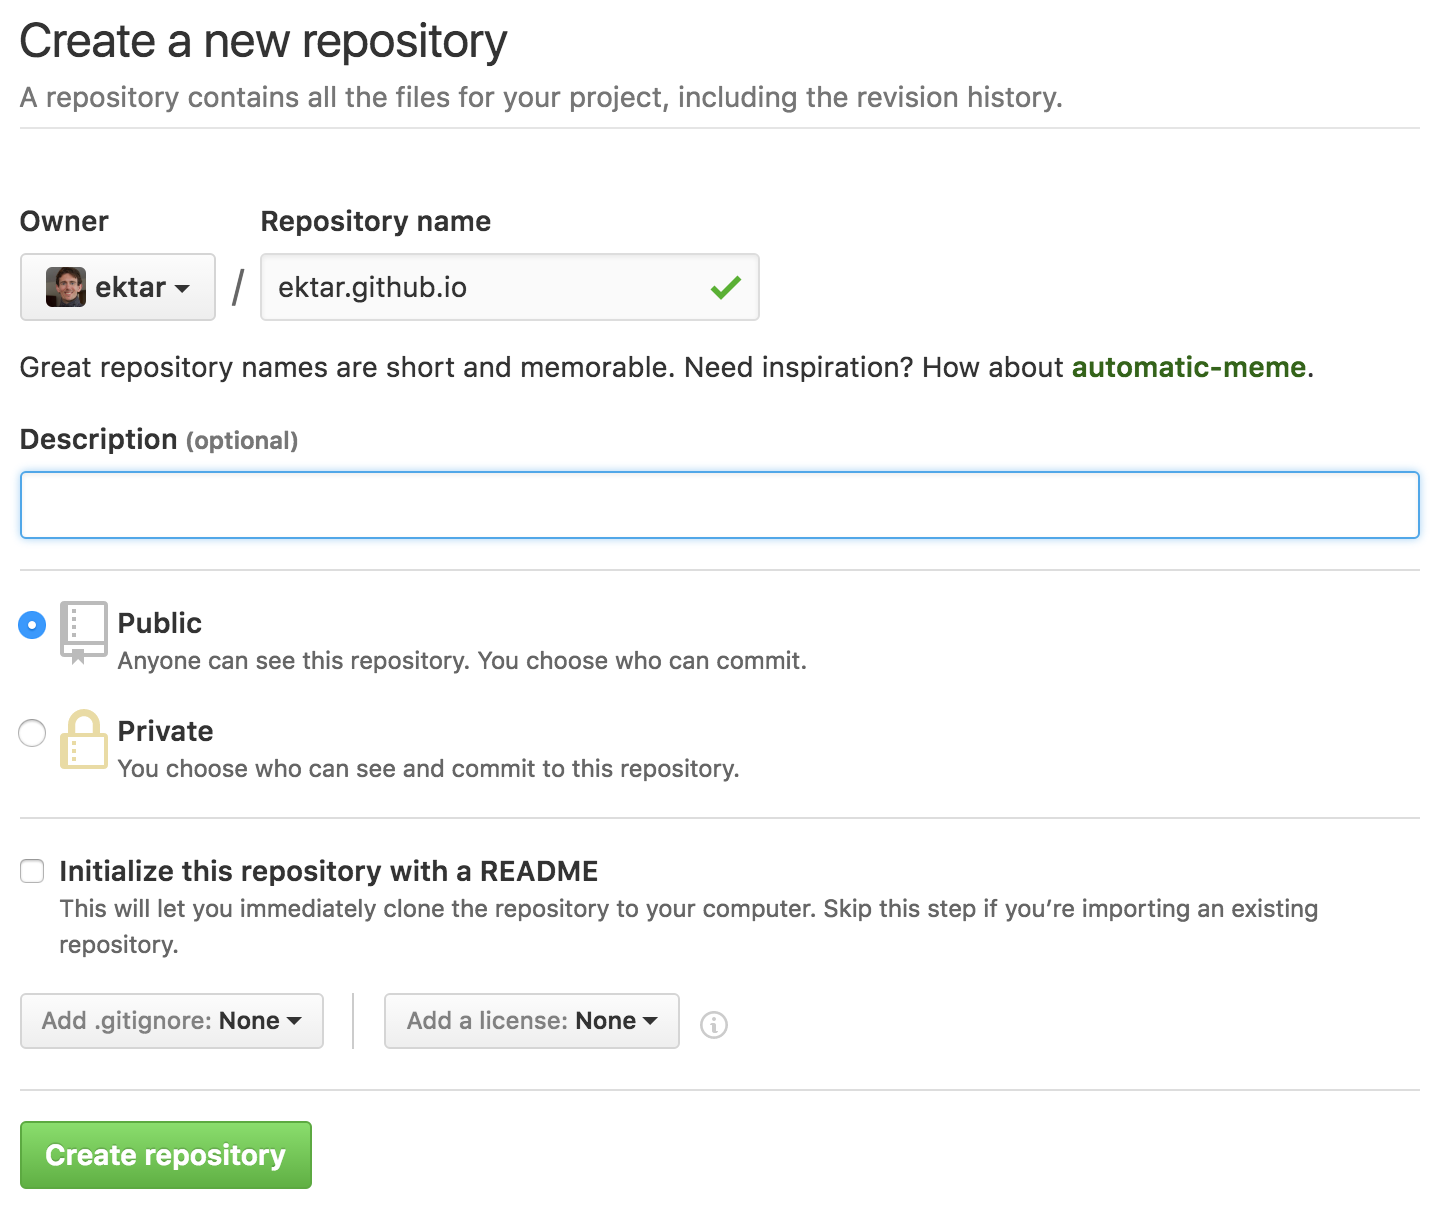 Create a new repository
A repository contains all the files for your project, including the revision history.
Owner
Repository name
ektar
/
ektar.github.io
Great repository names are short and memorable. Need inspiration? How about automatic-meme.
Description (optional)
Public
Anyone can see this repository. You choose who can commit.
Private
You choose who can see and commit to this repository.
Initialize this repository with a README
This will let you immediately clone the repository to your computer. Skip this step if you’re importing an existing
repository.
Add .gitignore: None
Add a license: None
Create repository